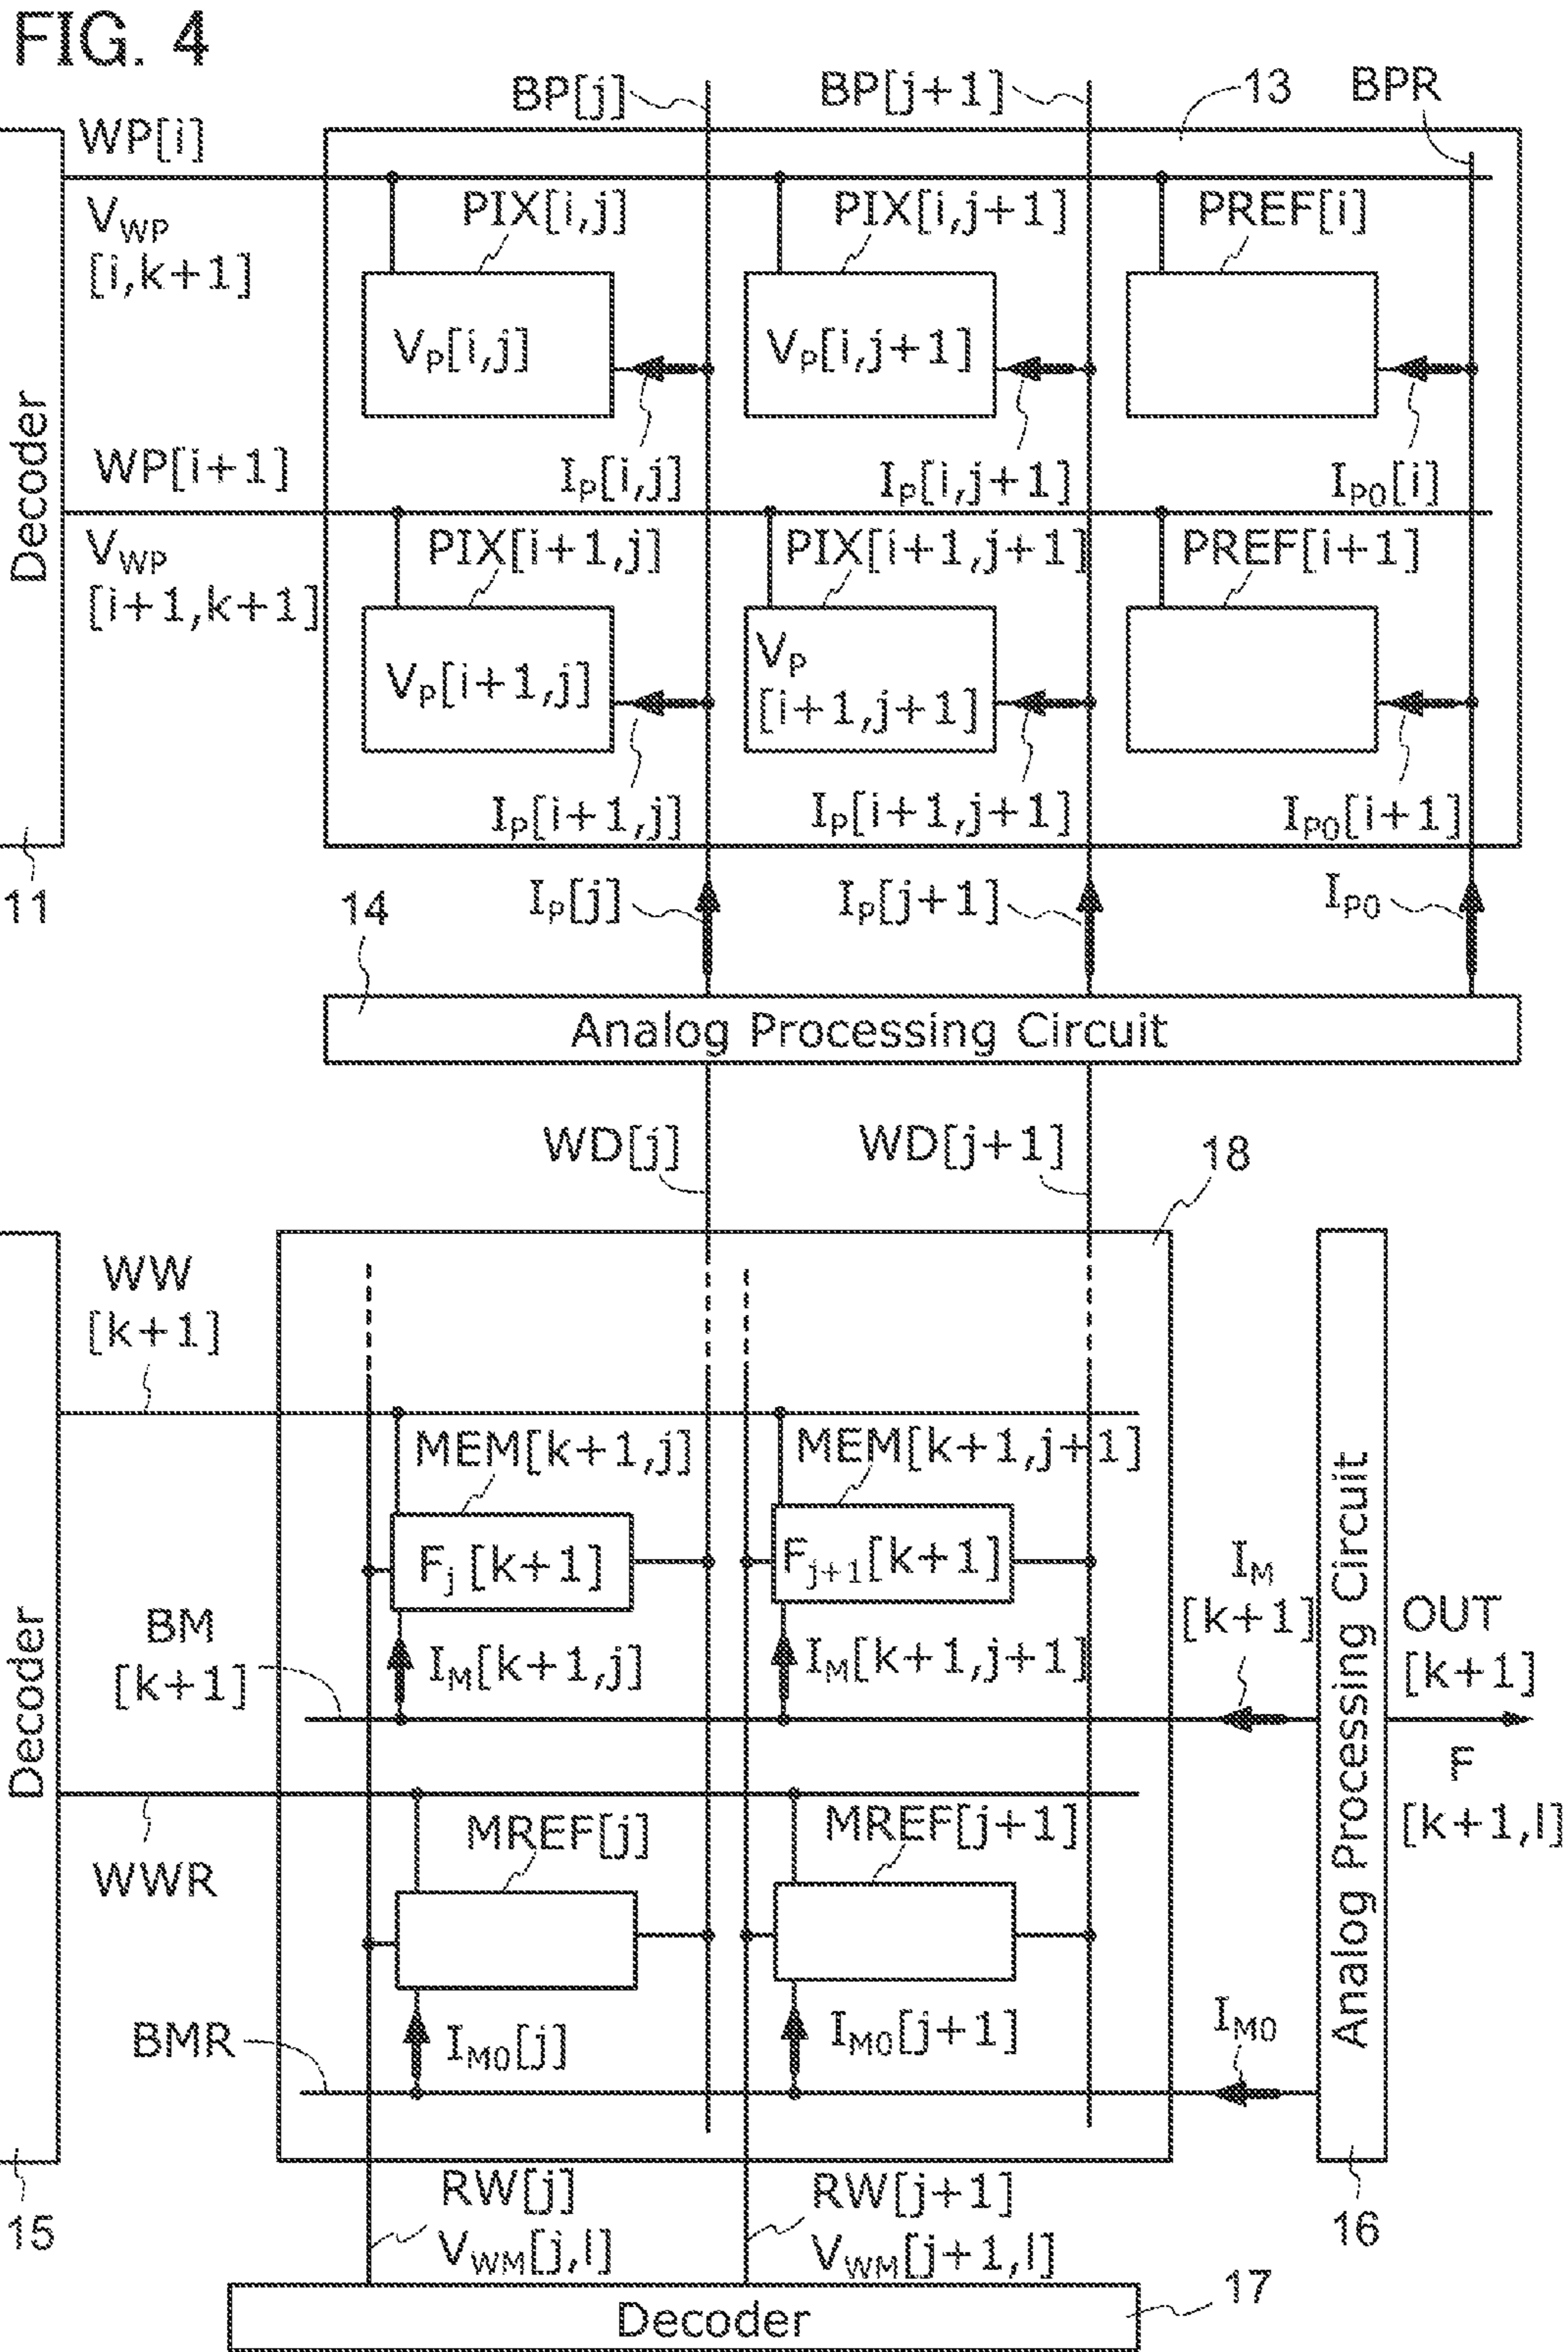 FIG. 4
BP[j]
BP[j+1]
13
BPR
WP[i]
VWP
[i,k+1]
PIX[i,j]
PIX[i,j+1]
PREF[i]
VP[i,j]
VP[i,j+1]
Decoder
WP[i+1]
IP[i,j]
IP[i,j+1]
IP0[i]
VWP
[i+1,k+1]
PIX[i+1,j]
PIX[i+1,j+1]
PREF[i+1]
VP[i+1,j]
VP
[i+1,j+1]
IP[i+1,j]
IP[i+1,j+1]
IP0[i+1]
11
14
IP[j]
IP[j+1]
IP0
Analog Processing Circuit
WD[j]
WD[j+1]
18
WW
[k+1]
MEM[k+1,j]
MEM[k+1,j+1]
Fj[k+1]
Fj+1[k+1]
IM
[k+1]
Analog Processing Circuit
OUT
[k+1]
F
[k+1,l]
Decoder
BM
[k+1]
IM[k+1,j]
IM[k+1,j+1]
WWR
MREF[j]
MREF[j+1]
BMR
IM0[j]
IM0[j+1]
IM0
15
RW[j]
VWM[j,l]
RW[j+1]
VWM[j+1,l]
16
17
Decoder